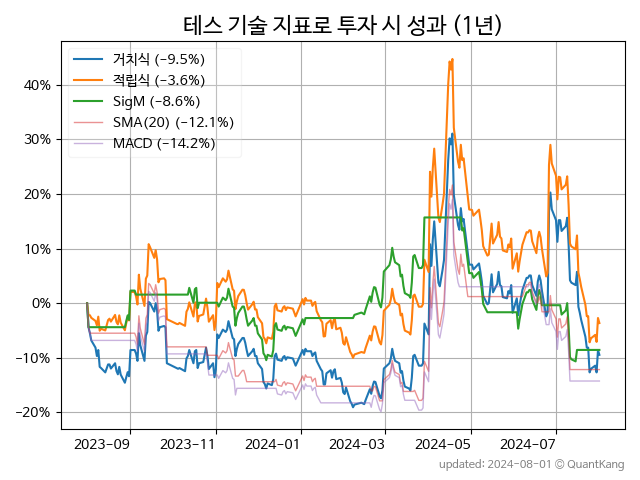 테스 기술 지표로 투자 시 성과 (1년)
거치식 (−9.5%)
적립식 (−3.6%)
SigM (−8.6%)
SMA(20) (−12.1%)
MACD (−14.2%)
40%
30%
20%
10%
0%
−10%
−20%
2023-09 2023-11 2024-01 2024-03 2024-05 2024-07
updated: 2024-08-01 © QuantKang